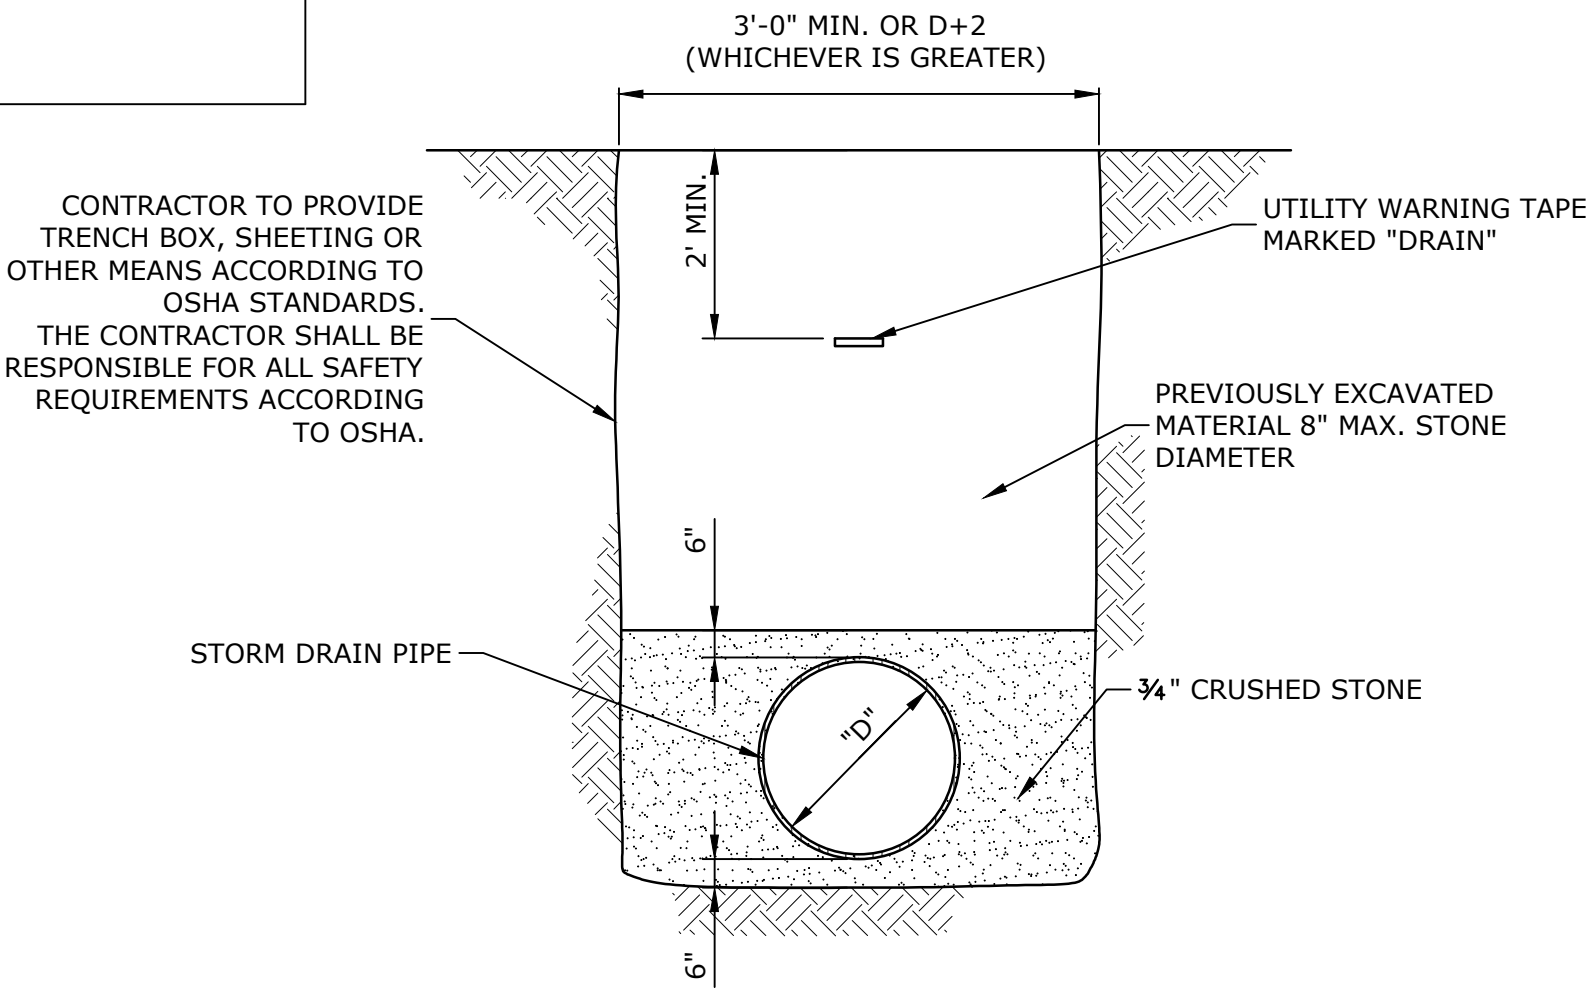 3'-0" MIN. OR D+2
(WHICHEVER IS GREATER)
CONTRACTOR TO PROVIDE
TRENCH BOX, SHEETING OR
OTHER MEANS ACCORDING TO
OSHA STANDARDS.
THE CONTRACTOR SHALL BE
RESPONSIBLE FOR ALL SAFETY
REQUIREMENTS ACCORDING
TO OSHA.
2' MIN.
UTILITY WARNING TAPE
MARKED "DRAIN"
PREVIOUSLY EXCAVATED
MATERIAL 8" MAX. STONE
DIAMETER
6"
STORM DRAIN PIPE
"D"
¾" CRUSHED STONE
6"